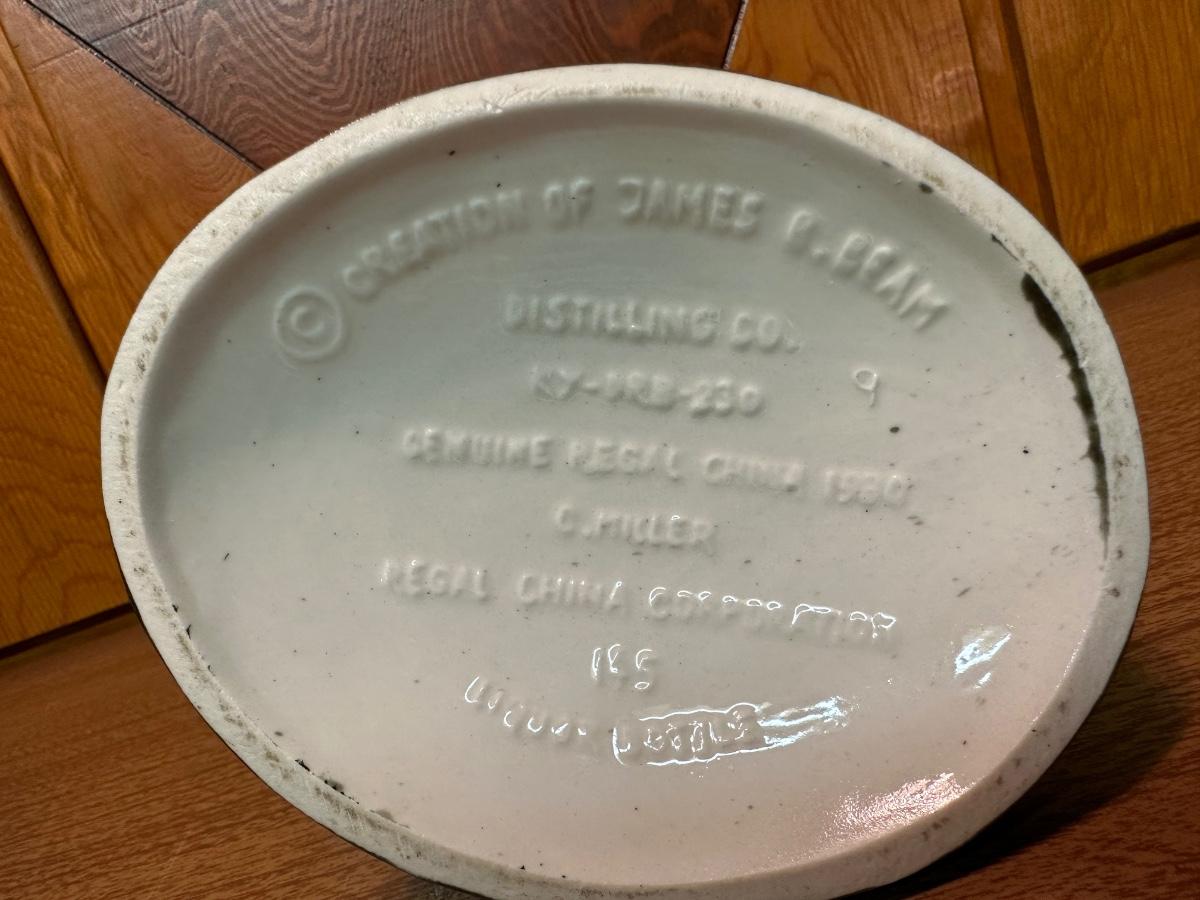 © CREATION OF JAMES B. BEAM
DISTILLING CO.
KY-DRB-230
9
GENUINE REGAL CHINA 1980
C. MILLER
REGAL CHINA CORPORATION
185